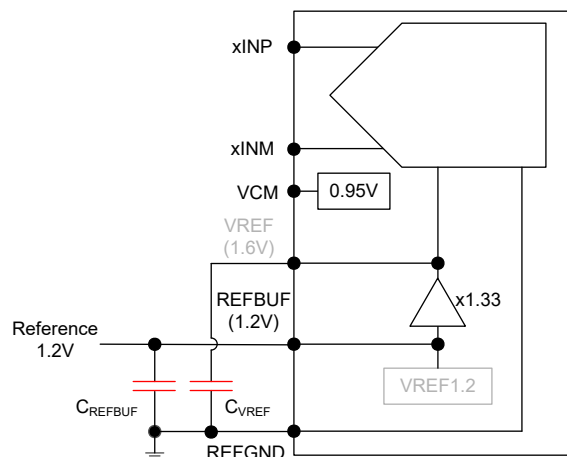 xINP
xINM
VCM
0.95V
VREF
(1.6V)
REFBUF
(1.2V)
x1.33
Reference
1.2V
VREF1.2
CREFBUF
CVREF
REFGND